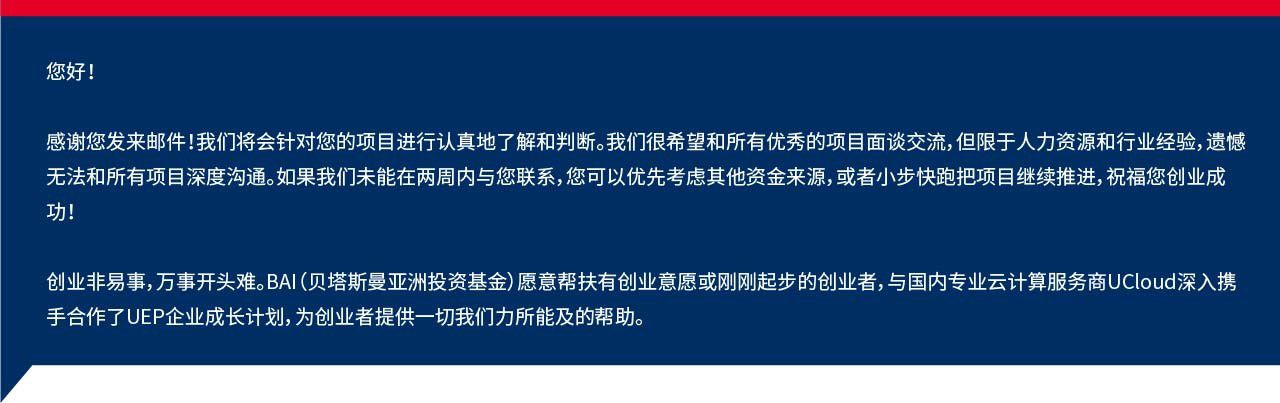 您好！
感谢您发来邮件！我们将会针对您的项目进行认真地了解和判断。我们很希望和所有优秀的项目面谈交流，但限于人力资源和行业经验，遗憾
无法和所有项目深度沟通。如果我们未能在两周内与您联系，您可以优先考虑其他资金来源，或者小步快跑把项目继续推进，祝福您创业成
功！
创业非易事，万事开头难。BAI（贝塔斯曼亚洲投资基金）愿意帮扶有创业意愿或刚刚起步的创业者，与国内专业云计算服务商UCloud深入携
手合作了UEP企业成长计划，为创业者提供一切我们力所能及的帮助。